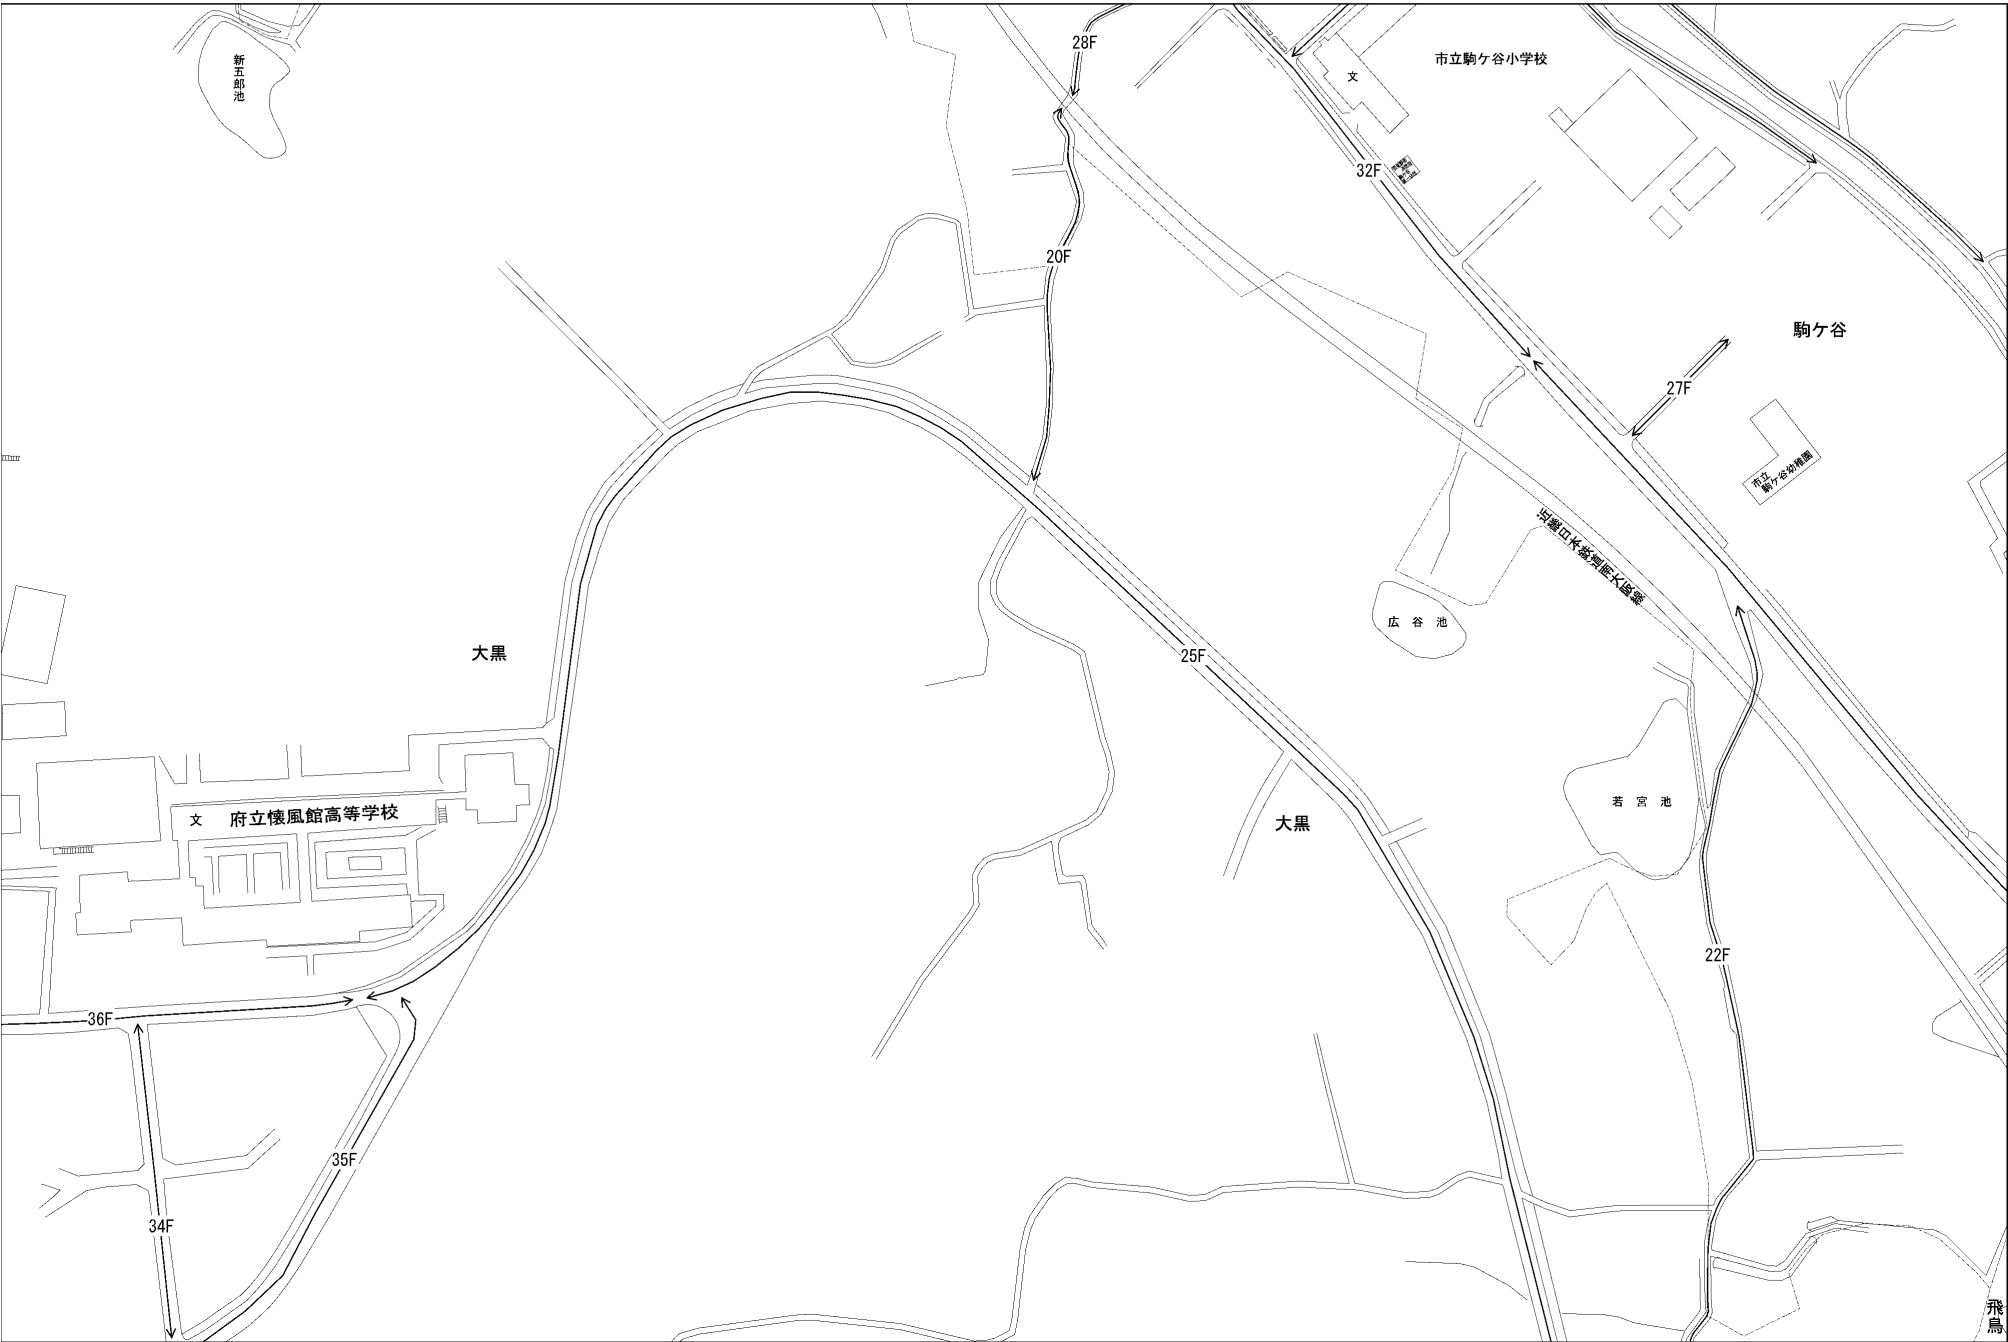 28F
新五郎池
市立駒ケ谷小学校
文
32F
20F
駒ケ谷
27F
市立
駒ケ谷幼稚園
近畿日本鉄道南大阪線
広谷池
大黒
25F
若宮池
文 府立懐風館高等学校
大黒
22F
36F
35F
34F
飛鳥